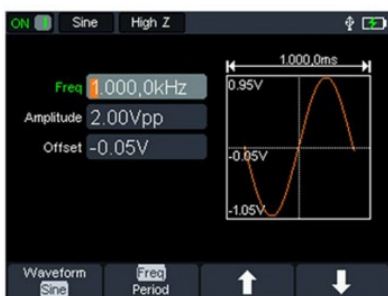 ON Sine High Z
1.000,0ms
Freq 1.000,0kHz
0.95V
Amplitude 2.00Vpp
Offset -0.05V
-0.05V
-1.05V
Waveform Freq
Sine Period